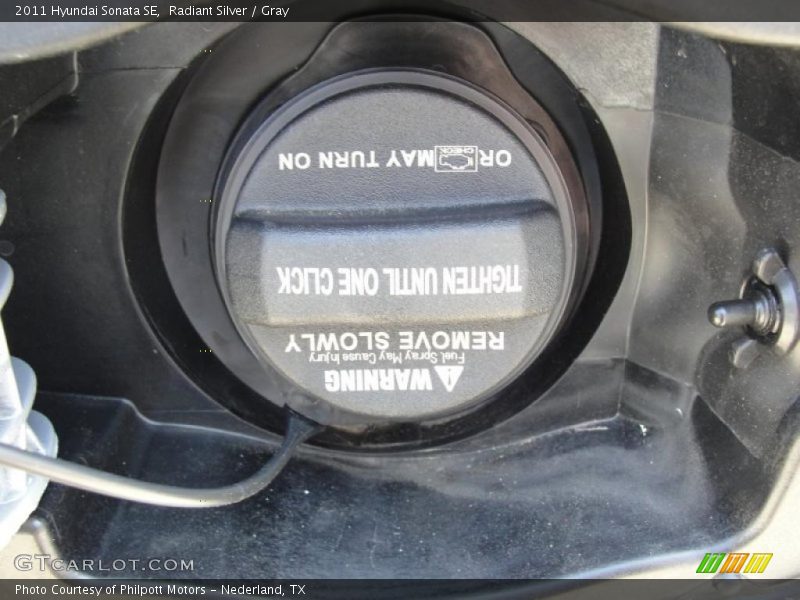 2011 Hyundai Sonata SE, Radiant Silver / Gray
WARNING
Fuel Spray May Cause Injury
REMOVE SLOWLY
TIGHTEN UNTIL ONE CLICK
OR CHECK MAY TURN ON
GTCARLOT.COM
Photo Courtesy of Philpott Motors - Nederland, TX